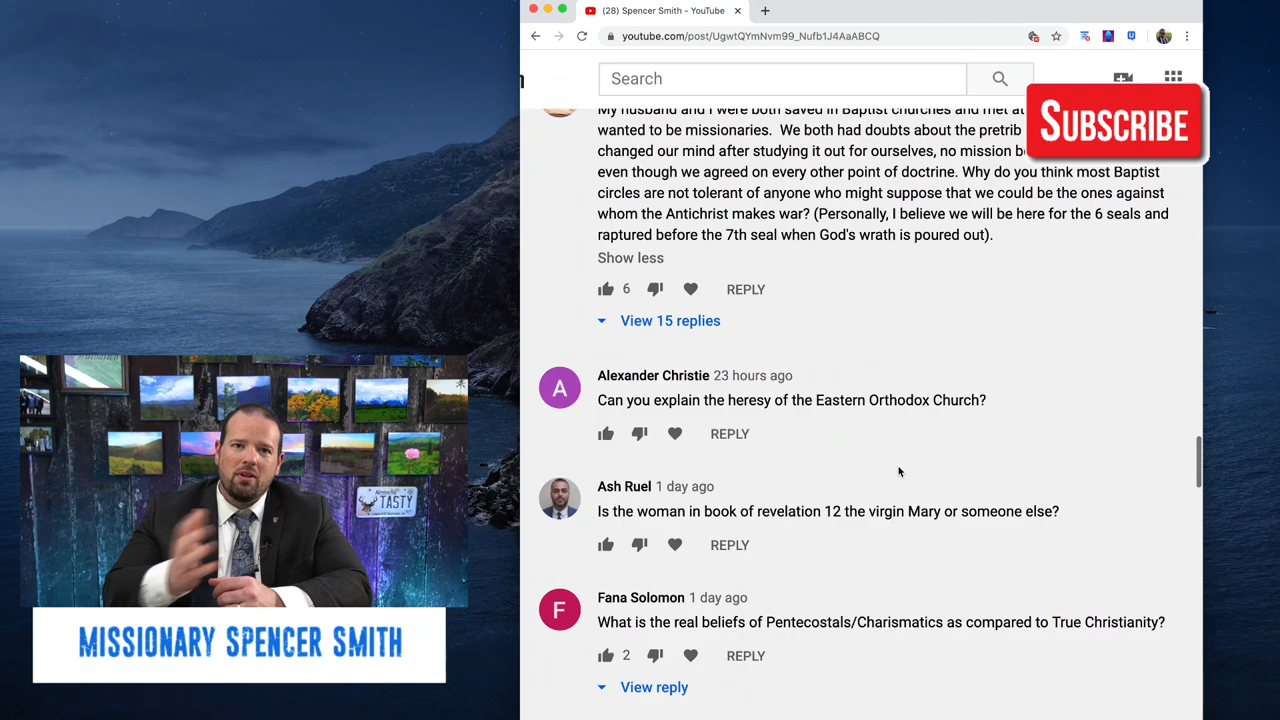 (28) Spencer Smith - YouTube
youtube.com/post/UgwtQYmNvm99_Nufb1J4AaABCQ
Search
SUBSCRIBE
My husband and I were both saved in Baptist churches and met at
wanted to be missionaries. We both had doubts about the pretrib
changed our mind after studying it out for ourselves, no mission
even though we agreed on every other point of doctrine. Why do you think most Baptist
circles are not tolerant of anyone who might suppose that we could be the ones against
whom the Antichrist makes war? (Personally, I believe we will be here for the 6 seals and
raptured before the 7th seal when God's wrath is poured out).
Show less
6 REPLY
View 15 replies
A
Alexander Christie 23 hours ago
Can you explain the heresy of the Eastern Orthodox Church?
REPLY
Ash Ruel 1 day ago
Is the woman in book of revelation 12 the virgin Mary or someone else?
REPLY
F
Fana Solomon 1 day ago
What is the real beliefs of Pentecostals/Charismatics as compared to True Christianity?
2 REPLY
View reply
TASTY
MISSIONARY SPENCER SMITH